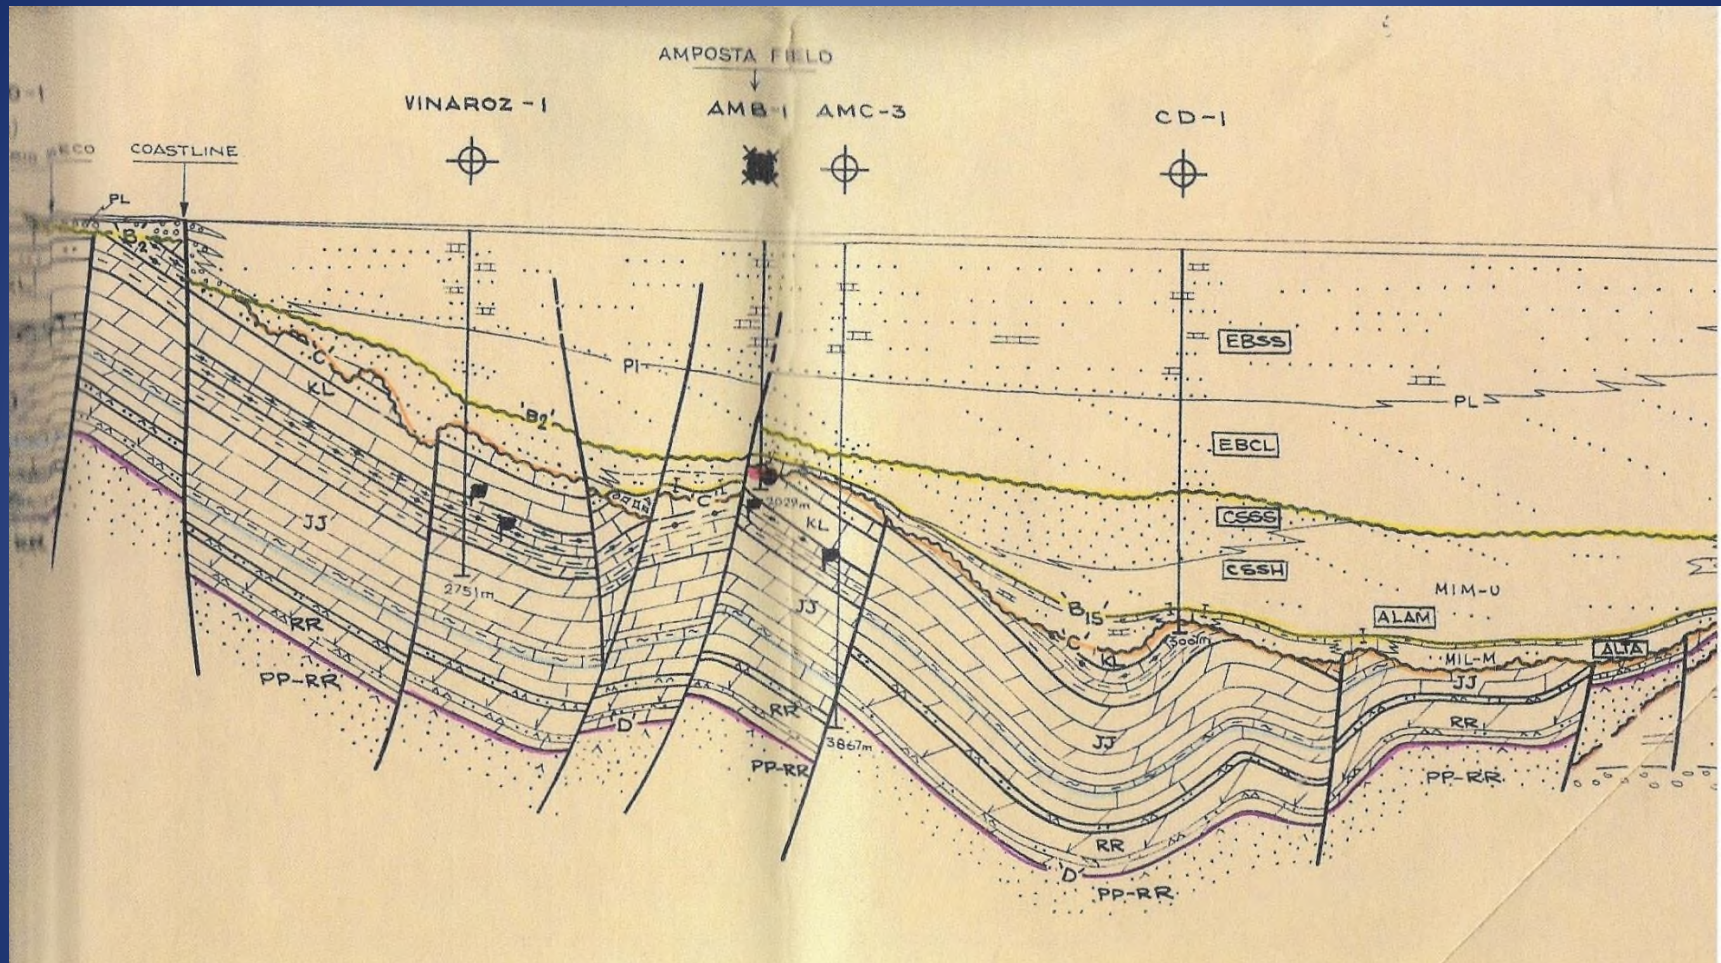 AMPOSTA FIELD
VINAROZ-1
AMB-1
AMC-3
CD-1
COASTLINE
PL
'B2'
'C'
KL
PL
'B2'
EBSS
PL
EBCL
CSSS
CSSH
MIM-U
ALAM
'B15'
'C'
2029m
KL
'C'
KL
MIL-M
ALTA
JJ
2751m
JJ
JJ
RR
RR
JJ
RR
PP-RR
'D'
3867m
PP-RR
PP-RR
RR
'D'
PP-RR